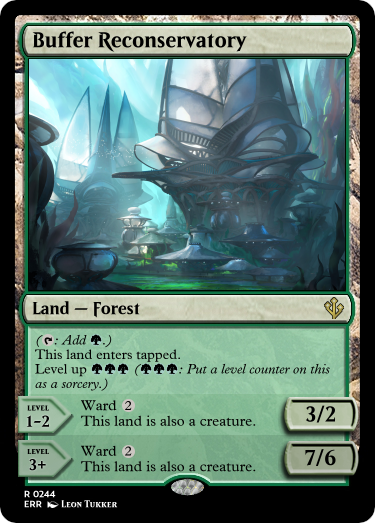 Buffer Reconservatory
Land — Forest
(: Add .)
This land enters tapped.
Level up (: Put a level counter on this
as a sorcery.)
LEVEL
1-2
Ward 2
This land is also a creature.
3/2
LEVEL
3+
Ward 2
This land is also a creature.
7/6
R 0244
ERR Leon Tukker